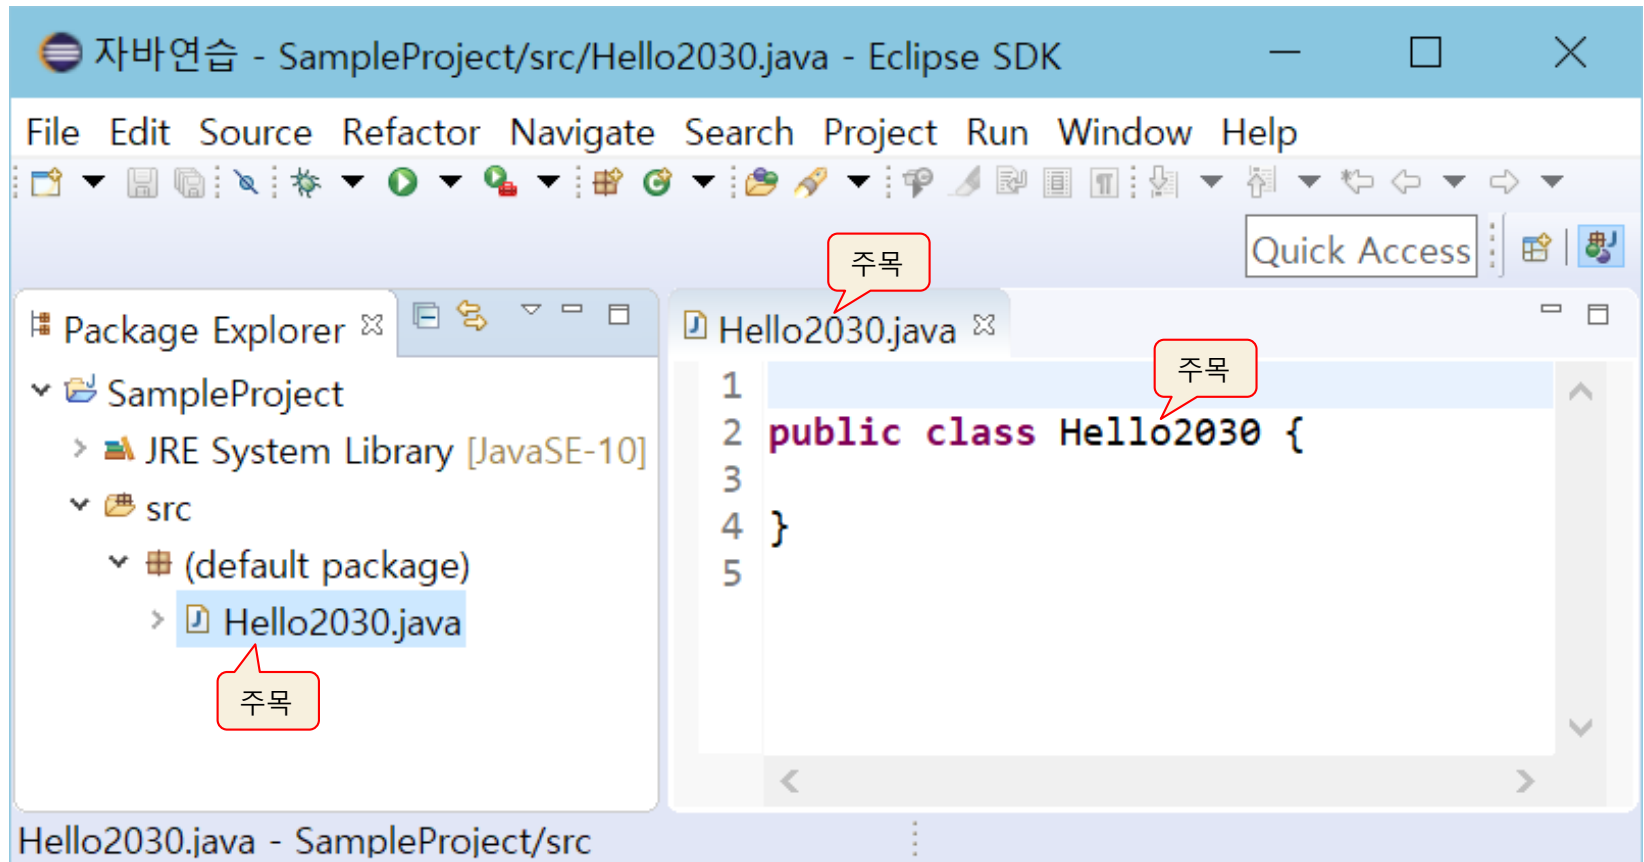 자바연습 - SampleProject/src/Hello2030.java - Eclipse SDK
File Edit Source Refactor Navigate Search Project Run Window Help
Quick Access
주목
Package Explorer
Hello2030.java
SampleProject
JRE System Library [JavaSE-10]
src
(default package)
Hello2030.java
주목
주목
1
2 public class Hello2030 {
3
4 }
5
Hello2030.java - SampleProject/src